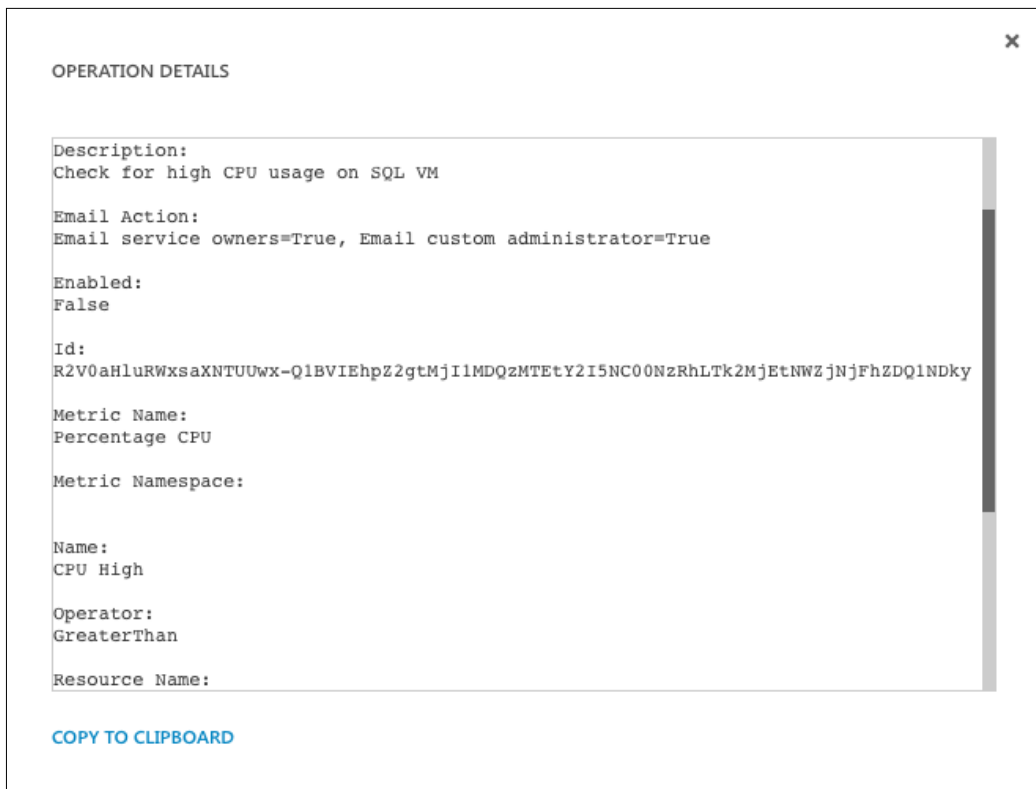 ×
OPERATION DETAILS
Description:
Check for high CPU usage on SQL VM
Email Action:
Email service owners=True, Email custom administrator=True
Enabled:
False
Id:
R2V0aHluRWxsaXNTUUwx-Q1BVIEhpZ2gtMjI1MDQzMTEtY2I5NC00NzRhLTk2MjEtNWZjNjFhZDQ1NDky
Metric Name:
Percentage CPU
Metric Namespace:
Name:
CPU High
Operator:
GreaterThan
Resource Name:
COPY TO CLIPBOARD